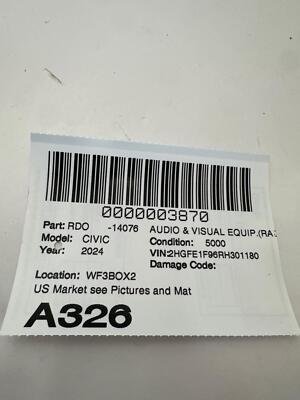 0000003870
Part: RDO -14076 AUDIO & VISUAL EQUIP.(RA
Model: CIVIC Condition: 5000
Year: 2024 VIN:2HGFE1F96RH301180
Damage Code:
Location: WF3BOX2
US Market see Pictures and Mat
A326